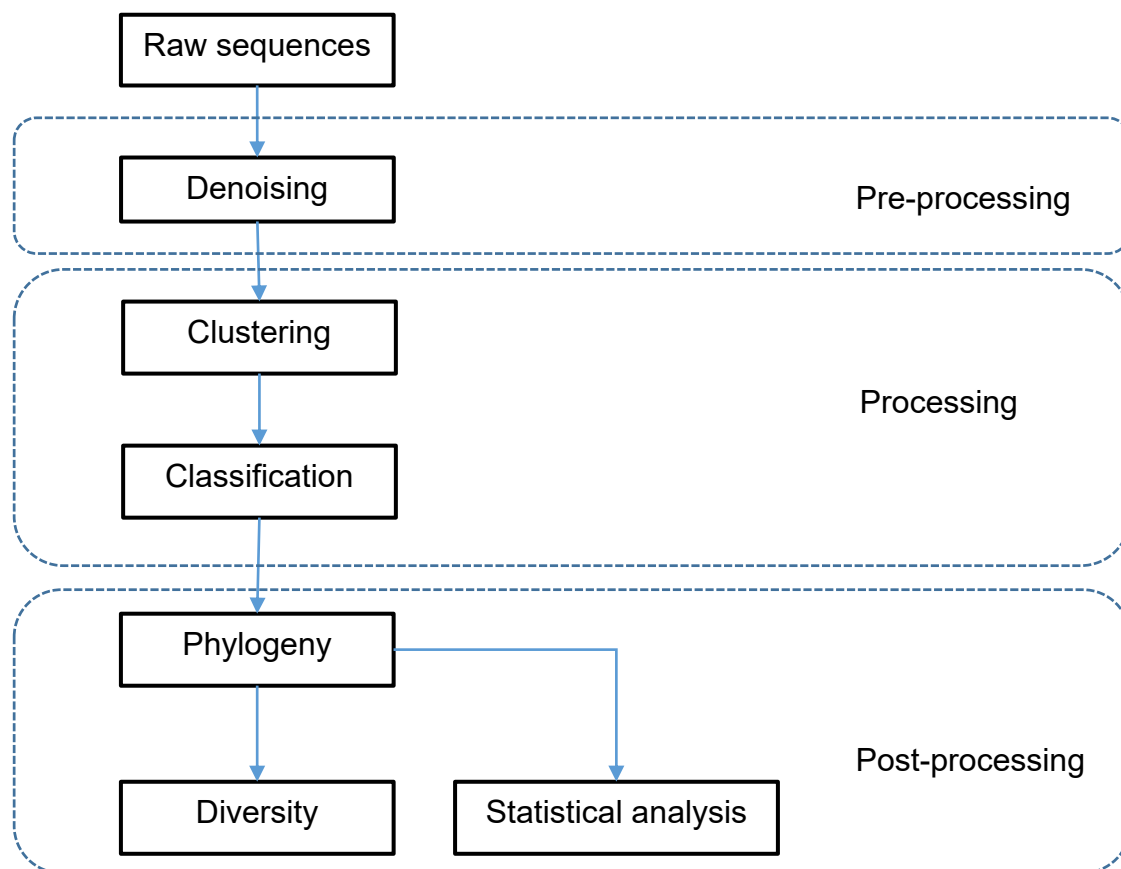 Raw sequences
Denoising
Pre-processing
Clustering
Processing
Classification
Phylogeny
Post-processing
Diversity
Statistical analysis